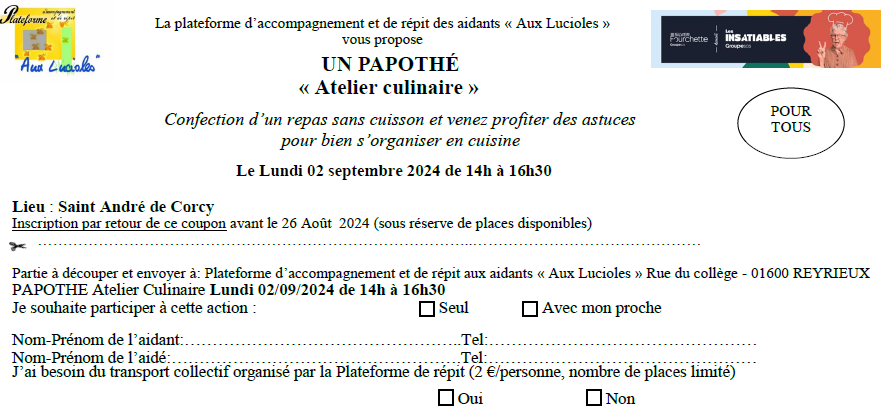 Plateforme
d'accompagnement
et de répit
"Aux Lucioles"
La plateforme d'accompagnement et de répit des aidants « Aux Lucioles »
vous propose
UN PAPOTHÉ
« Atelier culinaire »
Fourchette
Les
INSATIABLES
Confection d'un repas sans cuisson et venez profiter des astuces
pour bien s'organiser en cuisine
POUR
TOUS
Le Lundi 02 septembre 2024 de 14h à 16h30
Lieu : Saint André de Corcy
Inscription par retour de ce coupon avant le 26 Août 2024 (sous réserve de places disponibles)
Partie à découper et envoyer à: Plateforme d'accompagnement et de répit aux aidants « Aux Lucioles » Rue du collège - 01600 REYRIEUX
PAPOTHE Atelier Culinaire Lundi 02/09/2024 de 14h à 16h30
Je souhaite participer à cette action : Seul Avec mon proche
Nom-Prénom de l'aidant:……………………………………………..Tel:……………………………………………
Nom-Prénom de l'aidé:………………………………………………Tel:……………………………………………
J'ai besoin du transport collectif organisé par la Plateforme de répit (2 €/personne, nombre de places limité)
Oui Non